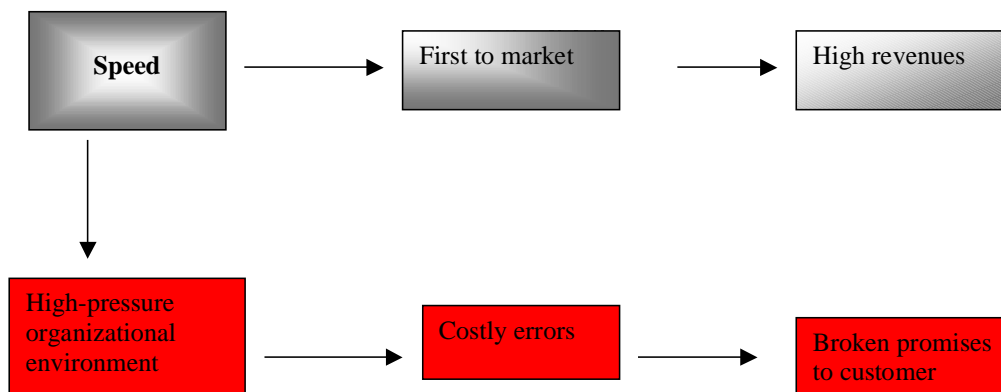 Speed
First to market
High revenues
High-pressure
organizational
environment
Costly errors
Broken promises
to customer